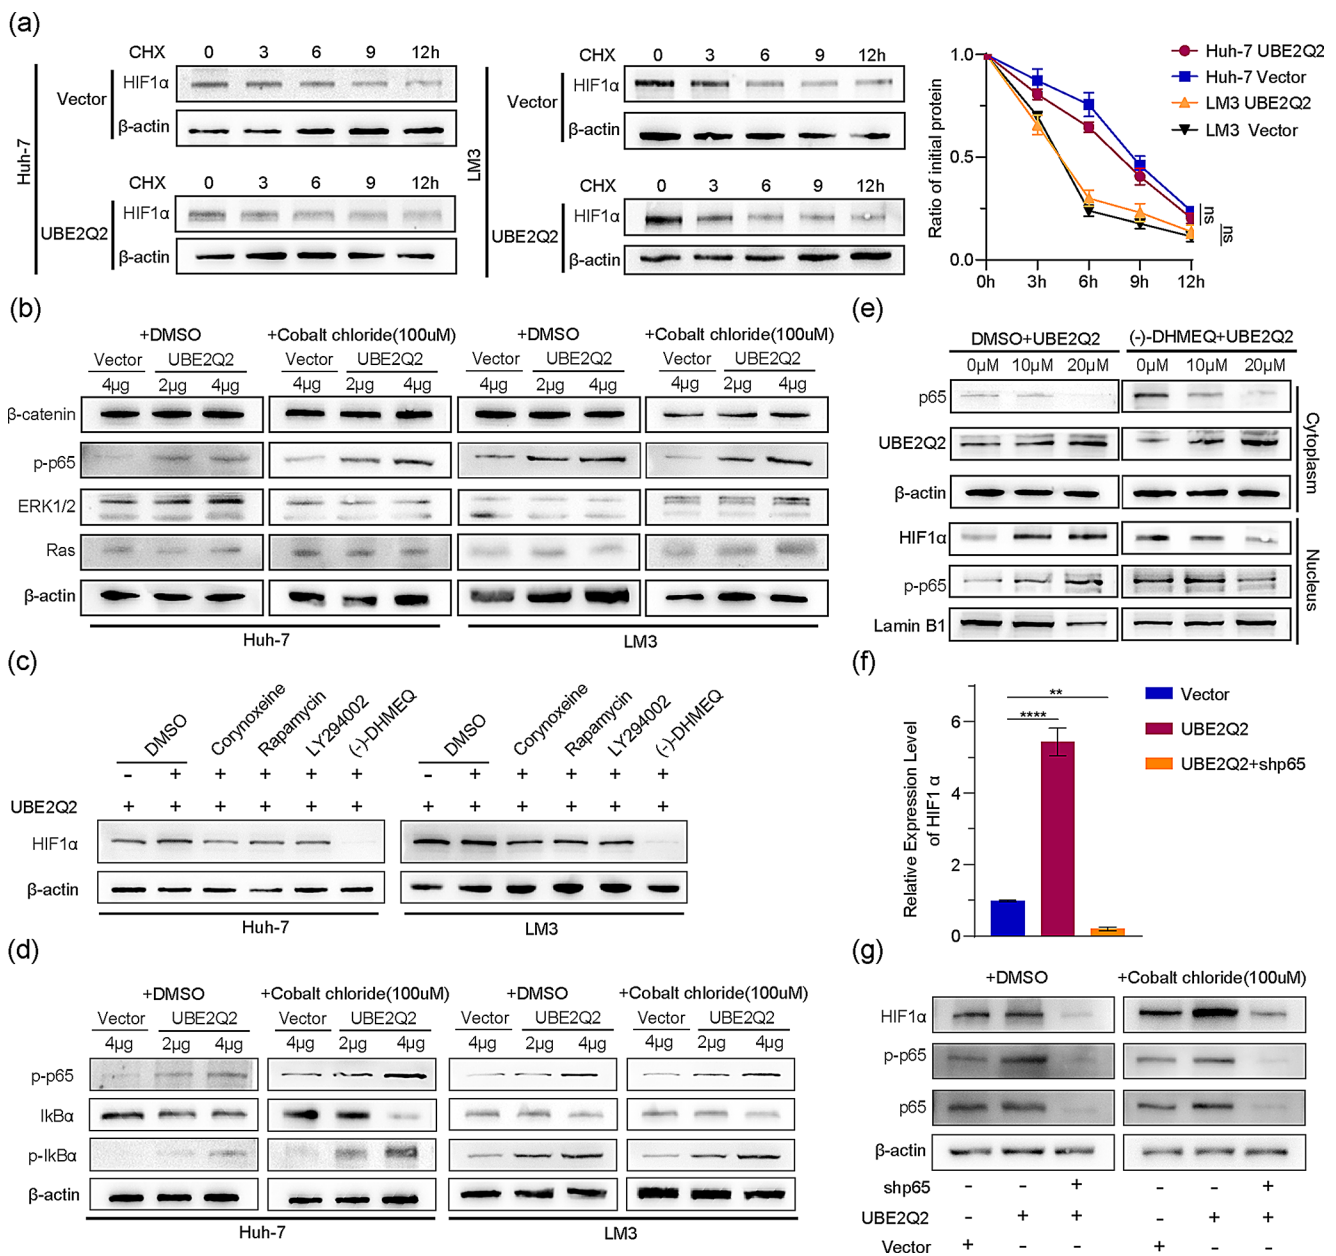 (a)
CHX 0 3 6 9 12h
HIF1α
Vector
β-actin
Huh-7
CHX 0 3 6 9 12h
HIF1α
UBE2Q2
β-actin
CHX 0 3 6 9 12h
HIF1α
Vector
β-actin
LM3
CHX 0 3 6 9 12h
HIF1α
UBE2Q2
β-actin
Ratio of initial protein
1.0
0.5
0.0
0h 3h 6h 9h 12h
ns
ns
Huh-7 UBE2Q2
Huh-7 Vector
LM3 UBE2Q2
LM3 Vector
(b)
+DMSO +Cobalt chloride(100uM) +DMSO +Cobalt chloride(100uM)
Vector UBE2Q2 Vector UBE2Q2 Vector UBE2Q2 Vector UBE2Q2
4μg 2μg 4μg 4μg 2μg 4μg 4μg 2μg 4μg 4μg 2μg 4μg
β-catenin
p-p65
ERK1/2
Ras
β-actin
Huh-7 LM3
(e)
DMSO+UBE2Q2 (-)-DHMEQ+UBE2Q2
0μM 10μM 20μM 0μM 10μM 20μM
p65
UBE2Q2
β-actin
Cytoplasm
HIF1α
p-p65
Lamin B1
Nucleus
(c)
DMSO Corynoxeine Rapamycin LY294002 (-)-DHMEQ DMSO Corynoxeine Rapamycin LY294002 (-)-DHMEQ
- + + + + + - + + + + +
UBE2Q2 + + + + + + + + + + + +
HIF1α
β-actin
Huh-7 LM3
(f)
Relative Expression Level
of HIF1 α
6
4
2
0
**
****
Vector
UBE2Q2
UBE2Q2+shp65
(d)
+DMSO +Cobalt chloride(100uM) +DMSO +Cobalt chloride(100uM)
Vector UBE2Q2 Vector UBE2Q2 Vector UBE2Q2 Vector UBE2Q2
4μg 2μg 4μg 4μg 2μg 4μg 4μg 2μg 4μg 4μg 2μg 4μg
p-p65
IkBα
p-IkBα
β-actin
Huh-7 LM3
(g)
+DMSO +Cobalt chloride(100uM)
HIF1α
p-p65
p65
β-actin
shp65 - - + - - +
UBE2Q2 - + + - + +
Vector + - - + - -